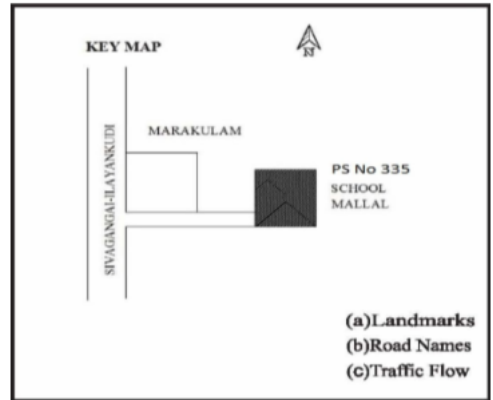 KEY MAP
N
MARAKULAM
SIVAGANGAI-ILAYANKUDI
PS No 335
SCHOOL
MALLAL
(a)Landmarks
(b)Road Names
(c)Traffic Flow